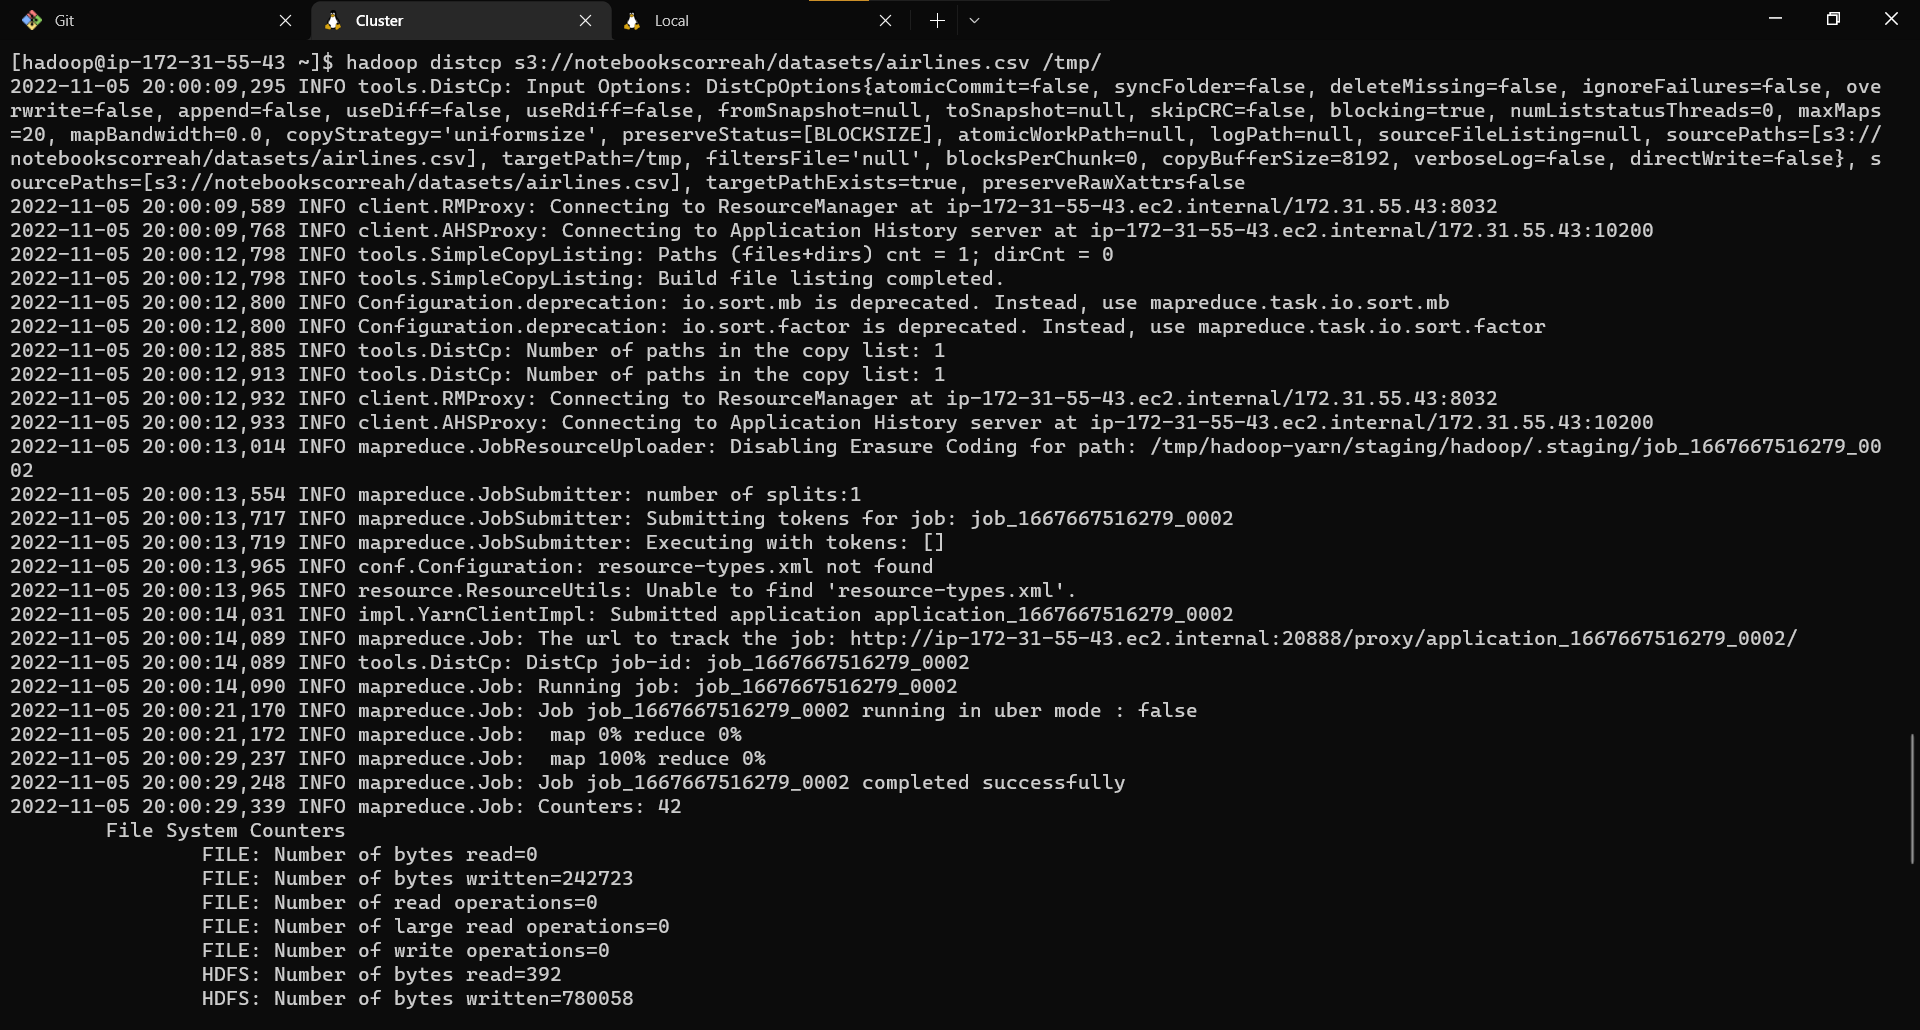 Git
Cluster
Local
[hadoop@ip-172-31-55-43 ~]$ hadoop distcp s3://notebookscorreah/datasets/airlines.csv /tmp/
2022-11-05 20:00:09,295 INFO tools.DistCp: Input Options: DistCpOptions{atomicCommit=false, syncFolder=false, deleteMissing=false, ignoreFailures=false, ove
rwrite=false, append=false, useDiff=false, useRdiff=false, fromSnapshot=null, toSnapshot=null, skipCRC=false, blocking=true, numListstatusThreads=0, maxMaps
=20, mapBandwidth=0.0, copyStrategy='uniformsize', preserveStatus=[BLOCKSIZE], atomicWorkPath=null, logPath=null, sourceFileListing=null, sourcePaths=[s3://
notebookscorreah/datasets/airlines.csv], targetPath=/tmp, filtersFile='null', blocksPerChunk=0, copyBufferSize=8192, verboseLog=false, directWrite=false}, s
ourcePaths=[s3://notebookscorreah/datasets/airlines.csv], targetPathExists=true, preserveRawXattrsfalse
2022-11-05 20:00:09,589 INFO client.RMProxy: Connecting to ResourceManager at ip-172-31-55-43.ec2.internal/172.31.55.43:8032
2022-11-05 20:00:09,768 INFO client.AHSProxy: Connecting to Application History server at ip-172-31-55-43.ec2.internal/172.31.55.43:10200
2022-11-05 20:00:12,798 INFO tools.SimpleCopyListing: Paths (files+dirs) cnt = 1; dirCnt = 0
2022-11-05 20:00:12,798 INFO tools.SimpleCopyListing: Build file listing completed.
2022-11-05 20:00:12,800 INFO Configuration.deprecation: io.sort.mb is deprecated. Instead, use mapreduce.task.io.sort.mb
2022-11-05 20:00:12,800 INFO Configuration.deprecation: io.sort.factor is deprecated. Instead, use mapreduce.task.io.sort.factor
2022-11-05 20:00:12,885 INFO tools.DistCp: Number of paths in the copy list: 1
2022-11-05 20:00:12,913 INFO tools.DistCp: Number of paths in the copy list: 1
2022-11-05 20:00:12,932 INFO client.RMProxy: Connecting to ResourceManager at ip-172-31-55-43.ec2.internal/172.31.55.43:8032
2022-11-05 20:00:12,933 INFO client.AHSProxy: Connecting to Application History server at ip-172-31-55-43.ec2.internal/172.31.55.43:10200
2022-11-05 20:00:13,014 INFO mapreduce.JobResourceUploader: Disabling Erasure Coding for path: /tmp/hadoop-yarn/staging/hadoop/.staging/job_1667667516279_00
02
2022-11-05 20:00:13,554 INFO mapreduce.JobSubmitter: number of splits:1
2022-11-05 20:00:13,717 INFO mapreduce.JobSubmitter: Submitting tokens for job: job_1667667516279_0002
2022-11-05 20:00:13,719 INFO mapreduce.JobSubmitter: Executing with tokens: []
2022-11-05 20:00:13,965 INFO conf.Configuration: resource-types.xml not found
2022-11-05 20:00:13,965 INFO resource.ResourceUtils: Unable to find 'resource-types.xml'.
2022-11-05 20:00:14,031 INFO impl.YarnClientImpl: Submitted application application_1667667516279_0002
2022-11-05 20:00:14,089 INFO mapreduce.Job: The url to track the job: http://ip-172-31-55-43.ec2.internal:20888/proxy/application_1667667516279_0002/
2022-11-05 20:00:14,089 INFO tools.DistCp: DistCp job-id: job_1667667516279_0002
2022-11-05 20:00:14,090 INFO mapreduce.Job: Running job: job_1667667516279_0002
2022-11-05 20:00:21,170 INFO mapreduce.Job: Job job_1667667516279_0002 running in uber mode : false
2022-11-05 20:00:21,172 INFO mapreduce.Job:  map 0% reduce 0%
2022-11-05 20:00:29,237 INFO mapreduce.Job:  map 100% reduce 0%
2022-11-05 20:00:29,248 INFO mapreduce.Job: Job job_1667667516279_0002 completed successfully
2022-11-05 20:00:29,339 INFO mapreduce.Job: Counters: 42
File System Counters
FILE: Number of bytes read=0
FILE: Number of bytes written=242723
FILE: Number of read operations=0
FILE: Number of large read operations=0
FILE: Number of write operations=0
HDFS: Number of bytes read=392
HDFS: Number of bytes written=780058